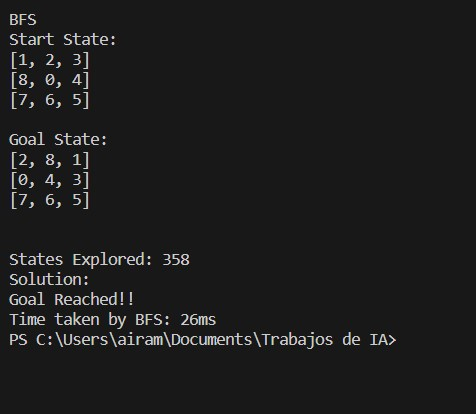 BFS
Start State:
[1, 2, 3]
[8, 0, 4]
[7, 6, 5]
Goal State:
[2, 8, 1]
[0, 4, 3]
[7, 6, 5]
States Explored: 358
Solution:
Goal Reached!!
Time taken by BFS: 26ms
PS C:\Users\airam\Documents\Trabajos de IA>